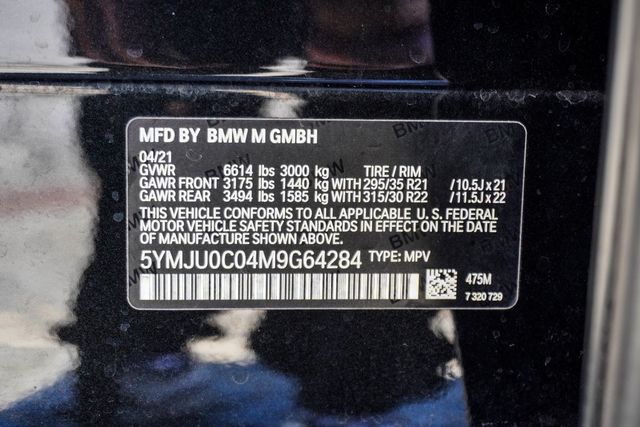 MFD BY BMW M GMBH
04/21
GVWR 6614 lbs 3000 kg TIRE / RIM
GAWR FRONT 3175 lbs 1440 kg WITH 295/35 R21 /10.5J x 21
GAWR REAR 3494 lbs 1585 kg WITH 315/30 R22 /11.5J x 22
THIS VEHICLE CONFORMS TO ALL APPLICABLE U. S. FEDERAL
MOTOR VEHICLE SAFETY STANDARDS IN EFFECT ON THE DATE
OF MANUFACTURE SHOWN ABOVE.
5YMJU0C04M9G64284 TYPE: MPV
475M
7 320 729